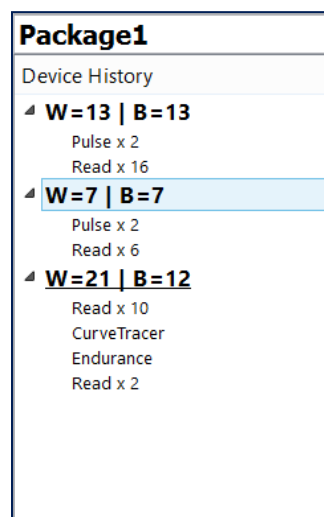 Package1
Device History
W=13 | B=13
Pulse x 2
Read x 16
W=7 | B=7
Pulse x 2
Read x 6
W=21 | B=12
Read x 10
CurveTracer
Endurance
Read x 2